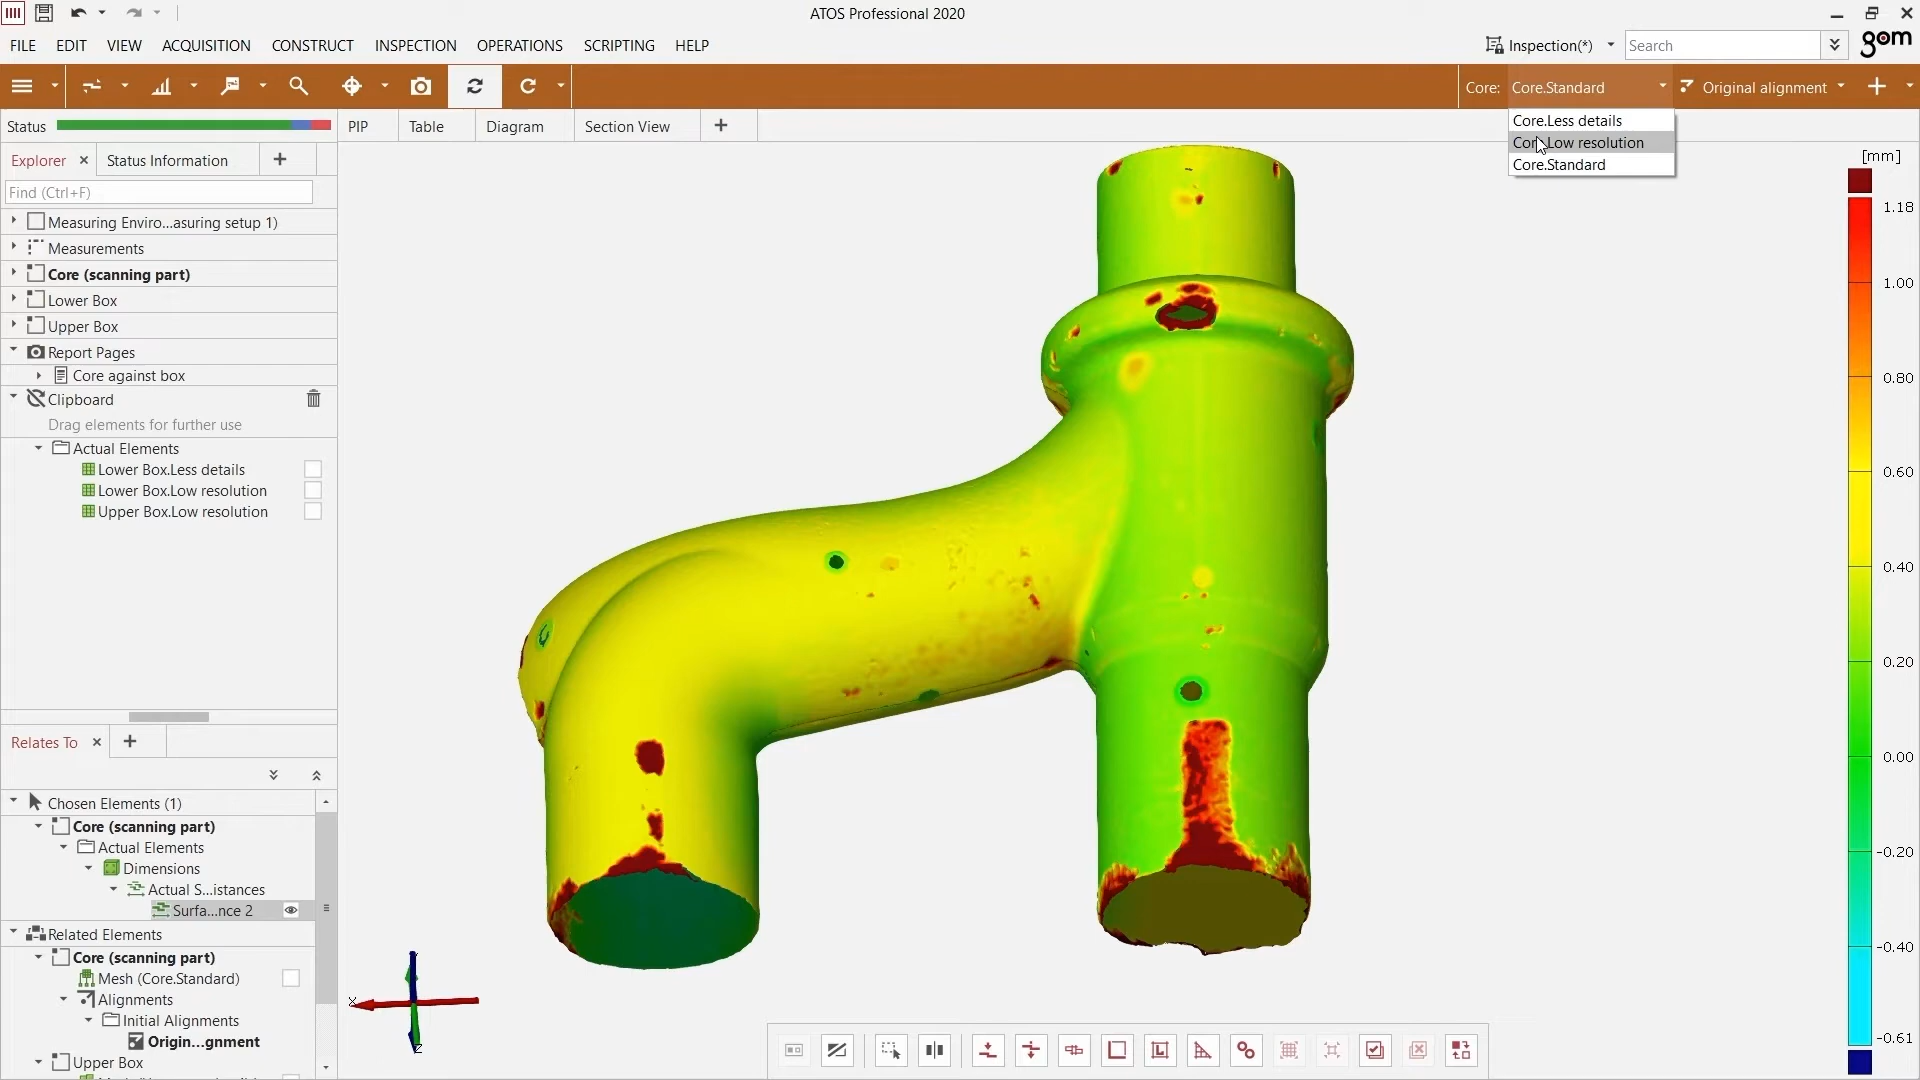 ATOS Professional 2020
FILE EDIT VIEW ACQUISITION CONSTRUCT INSPECTION OPERATIONS SCRIPTING HELP
Inspection(*)
Search
gom
Core: Core.Standard
Original alignment
Core.Less details
Low resolution
Core.Standard
Status
PIP Table Diagram Section View
Explorer Status Information
Find (Ctrl+F)
Measuring Enviro...asuring setup 1)
Measurements
Core (scanning part)
Lower Box
Upper Box
Report Pages
Core against box
Clipboard
Drag elements for further use
Actual Elements
Lower Box.Less details
Lower Box.Low resolution
Upper Box.Low resolution
Relates To
Chosen Elements (1)
Core (scanning part)
Actual Elements
Dimensions
Actual S...istances
Surfa...nce 2
Related Elements
Core (scanning part)
Mesh (Core.Standard)
Alignments
Initial Alignments
Origin...gnment
Upper Box
X
Z
[mm]
1.18
1.00
0.80
0.60
0.40
0.20
0.00
-0.20
-0.40
-0.61